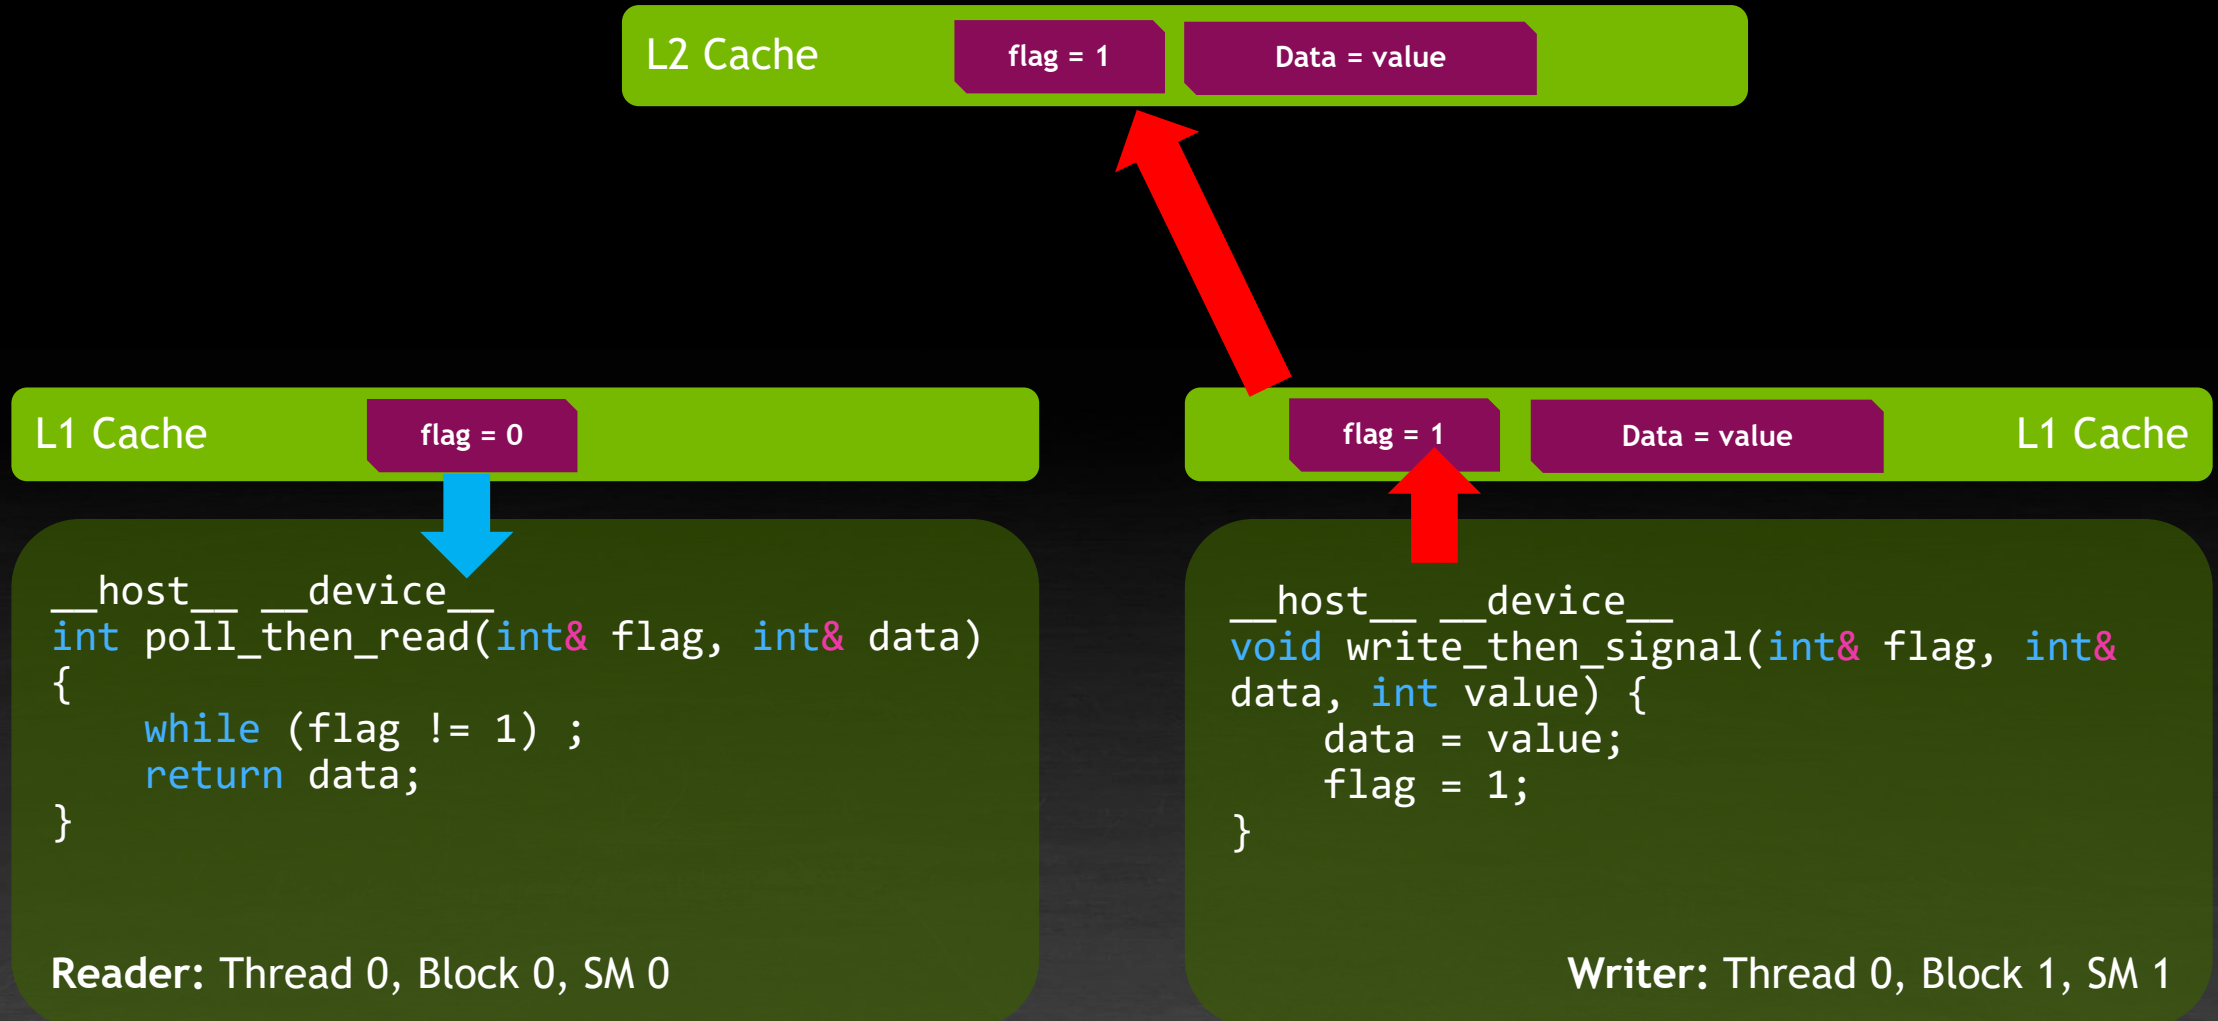 L2 Cache
flag = 1
Data = value
L1 Cache
flag = 0
flag = 1
Data = value
L1 Cache
__host__ __device__
int poll_then_read(int& flag, int& data)
{
    while (flag != 1) ;
    return data;
}
Reader: Thread 0, Block 0, SM 0
__host__ __device__
void write_then_signal(int& flag, int&
data, int value) {
    data = value;
    flag = 1;
}
Writer: Thread 0, Block 1, SM 1